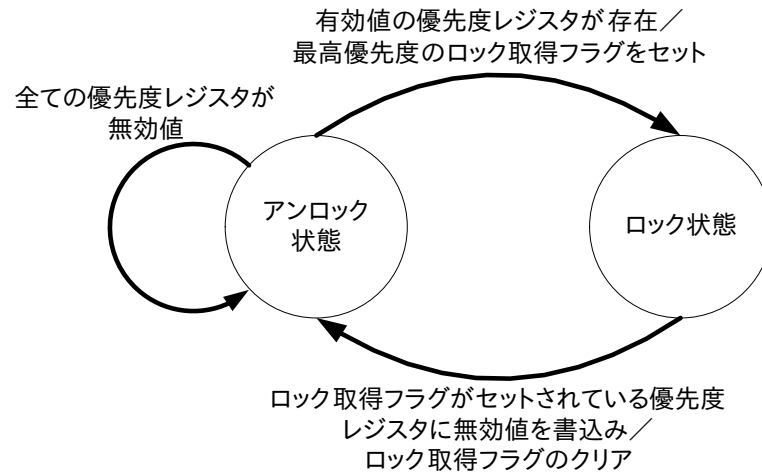 有効値の優先度レジスタが存在／
最高優先度のロック取得フラグをセット
全ての優先度レジスタが
無効値
アンロック
状態
ロック状態
ロック取得フラグがセットされている優先度
レジスタに無効値を書込み／
ロック取得フラグのクリア